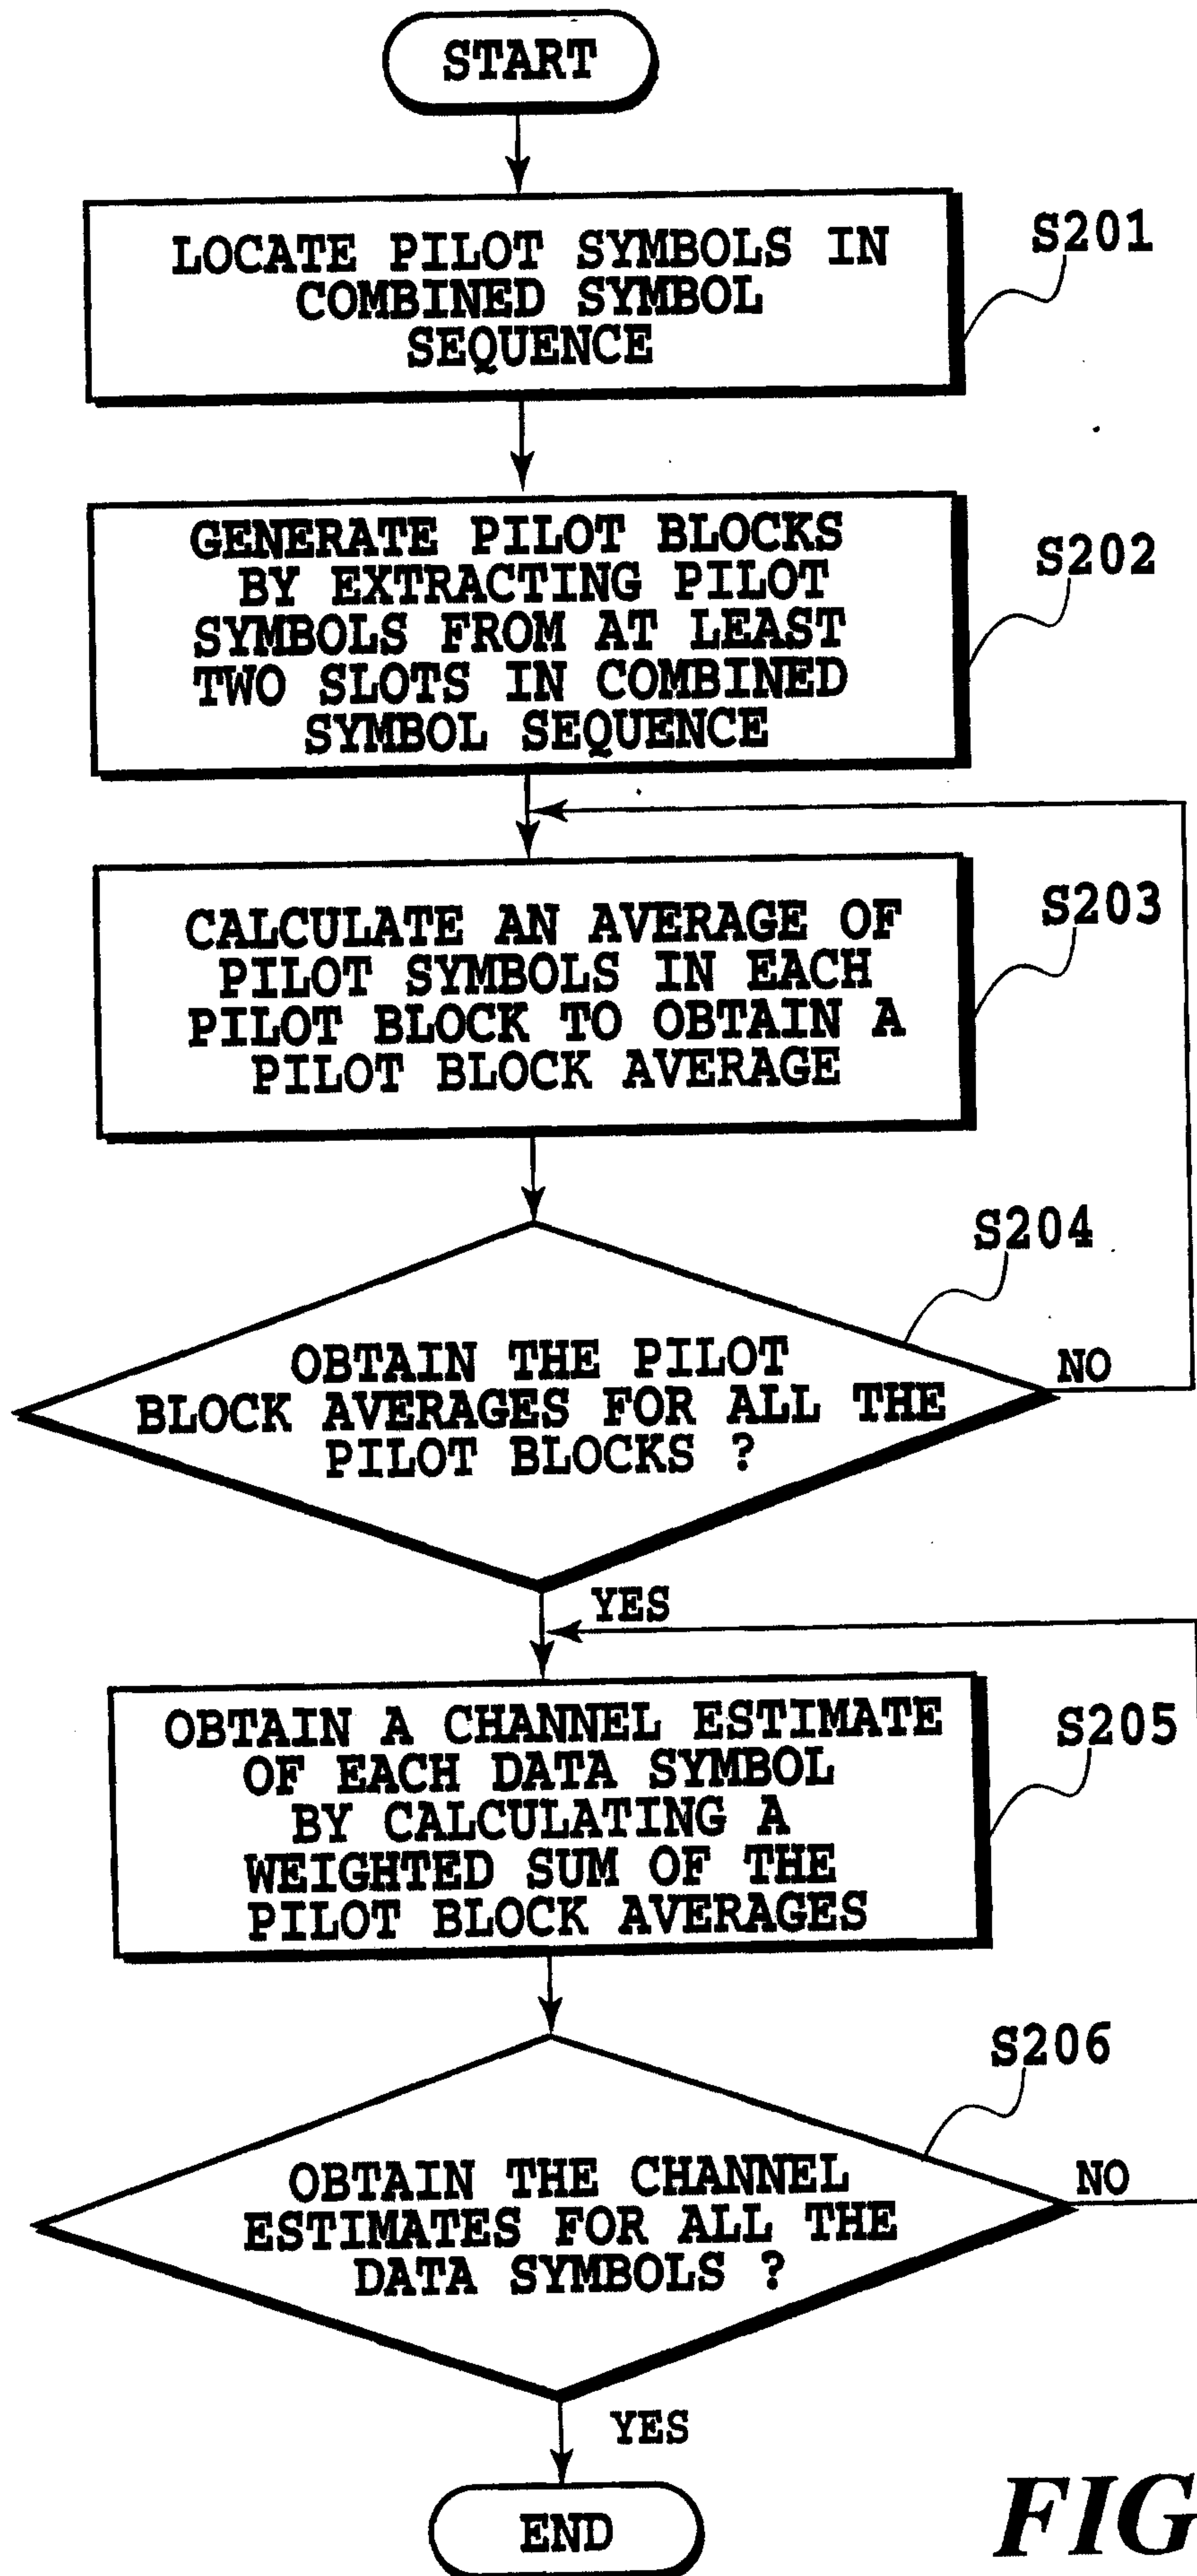 START
LOCATE PILOT SYMBOLS IN
COMBINED SYMBOL
SEQUENCE
S201
GENERATE PILOT BLOCKS
BY EXTRACTING PILOT
SYMBOLS FROM AT LEAST
TWO SLOTS IN COMBINED
SYMBOL SEQUENCE
S202
CALCULATE AN AVERAGE OF
PILOT SYMBOLS IN EACH
PILOT BLOCK TO OBTAIN A
PILOT BLOCK AVERAGE
S203
S204
OBTAIN THE PILOT
BLOCK AVERAGES FOR ALL THE
PILOT BLOCKS ?
NO
YES
OBTAIN A CHANNEL ESTIMATE
OF EACH DATA SYMBOL
BY CALCULATING A
WEIGHTED SUM OF THE
PILOT BLOCK AVERAGES
S205
S206
OBTAIN THE CHANNEL
ESTIMATES FOR ALL THE
DATA SYMBOLS ?
NO
YES
END
FIG